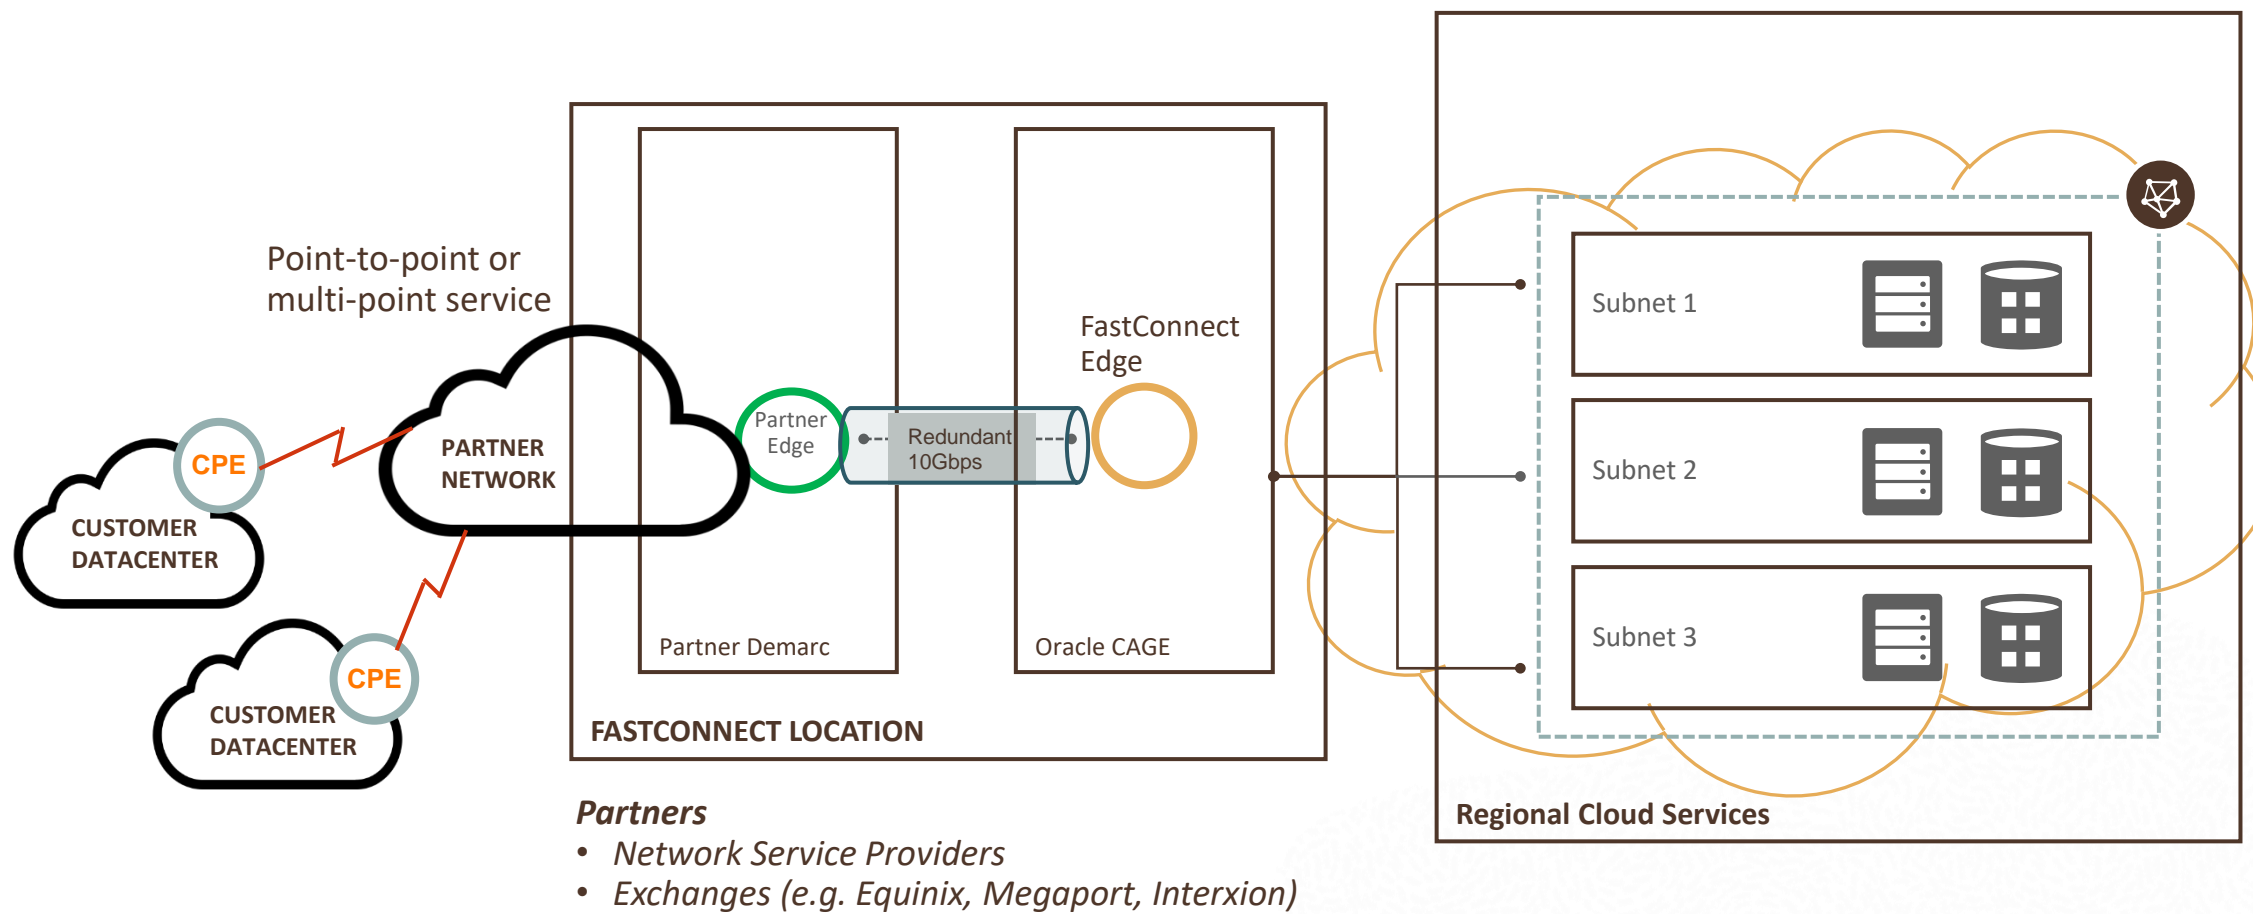 Point-to-point or
multi-point service
CPE
CUSTOMER
DATACENTER
CPE
CUSTOMER
DATACENTER
PARTNER
NETWORK
Partner
Edge
Redundant
10Gbps
FastConnect
Edge
Partner Demarc
Oracle CAGE
FASTCONNECT LOCATION
Subnet 1
Subnet 2
Subnet 3
Regional Cloud Services
Partners
• Network Service Providers
• Exchanges (e.g. Equinix, Megaport, Interxion)